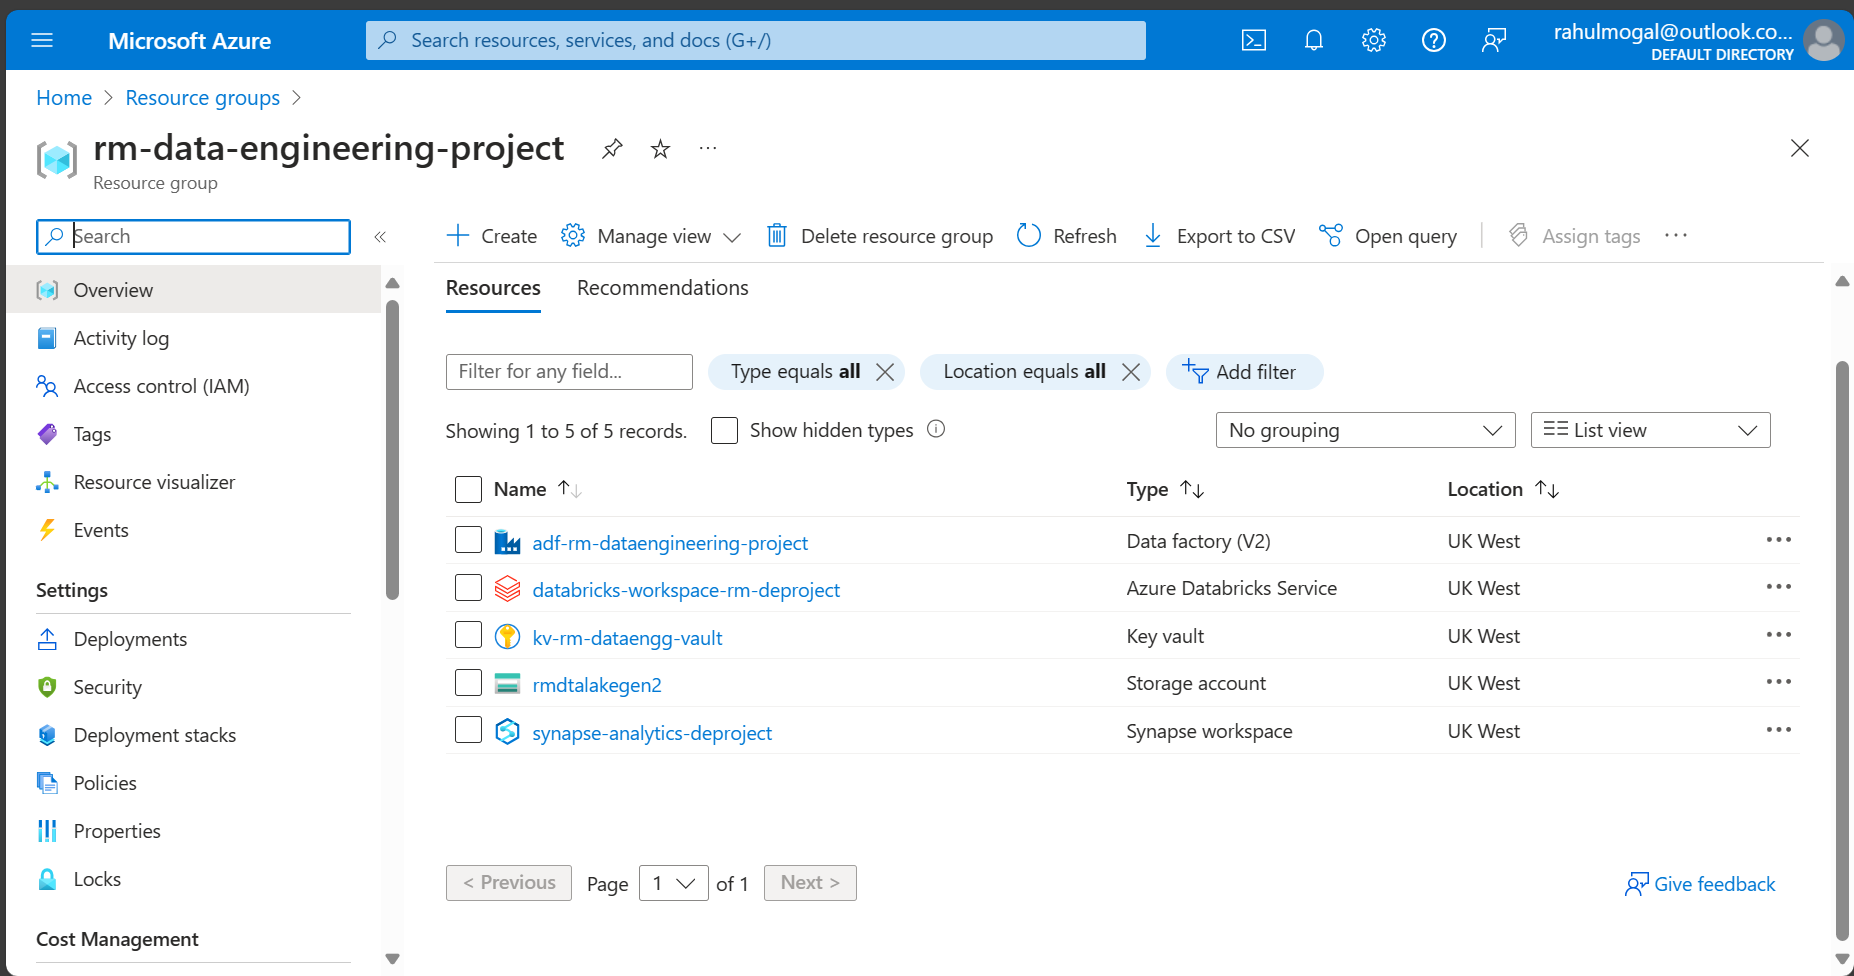 Microsoft Azure
Search resources, services, and docs (G+/)
rahulmogal@outlook.co...
DEFAULT DIRECTORY
Home > Resource groups >
rm-data-engineering-project
...
Resource group
Search
«
Create
Manage view
Delete resource group
Refresh
Export to CSV
Open query
Assign tags
...
Overview
Activity log
Access control (IAM)
Tags
Resource visualizer
Events
Settings
Deployments
Security
Deployment stacks
Policies
Properties
Locks
Cost Management
Resources
Recommendations
Filter for any field...
Type equals all
Location equals all
Add filter
Showing 1 to 5 of 5 records.
Show hidden types
No grouping
List view
Name ↑↓ Type ↑↓ Location ↑↓
adf-rm-dataengineering-project Data factory (V2) UK West ...
databricks-workspace-rm-deproject Azure Databricks Service UK West ...
kv-rm-dataengg-vault Key vault UK West ...
rmdtalakegen2 Storage account UK West ...
synapse-analytics-deproject Synapse workspace UK West ...
< Previous Page 1 of 1 Next >
Give feedback